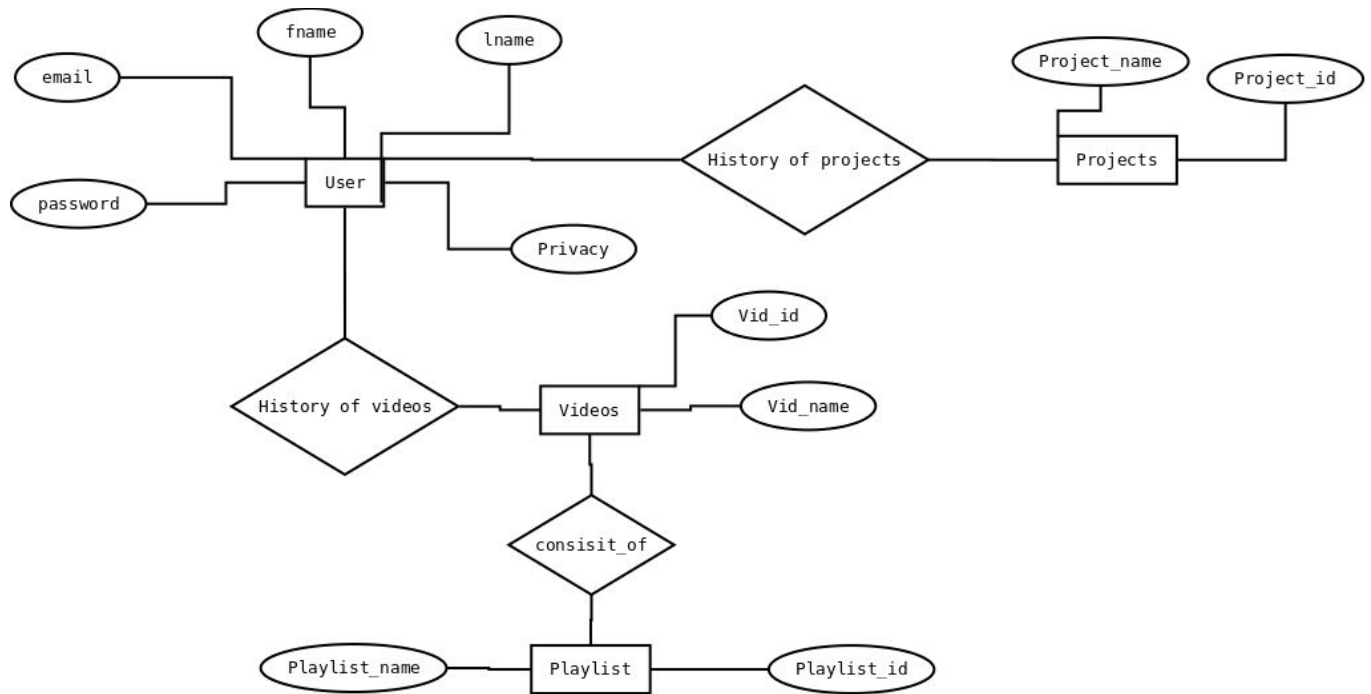 fname
lname
email
Project_name
Project_id
History of projects
Projects
User
password
Privacy
Vid_id
History of videos
Videos
Vid_name
consisit_of
Playlist_name
Playlist
Playlist_id